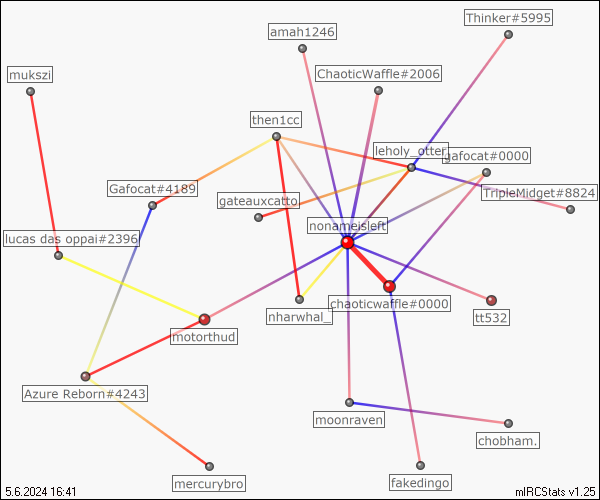 Thinker#5995
amah1246
mukszi
ChaoticWaffle#2006
then1cc
leholy_otter
gafocat#0000
Gafocat#4189
gateauxcatto
TripleMidget#8824
nonameisleft
lucas das oppai#2396
chaoticwaffle#0000
nharwhal_
tt532
motorthud
Azure Reborn#4243
moonraven
chobham.
mercurybro
fakedingo
5.6.2024 16:41
mIRCStats v1.25